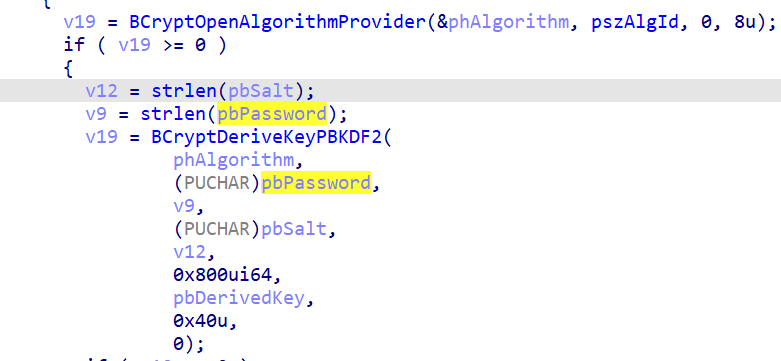 {
v19 = BCryptOpenAlgorithmProvider(&phAlgorithm, pszAlgId, 0, 8u);
if ( v19 >= 0 )
{
v12 = strlen(pbSalt);
v9 = strlen(pbPassword);
v19 = BCryptDeriveKeyPBKDF2(
phAlgorithm,
(PUCHAR)pbPassword,
v9,
(PUCHAR)pbSalt,
v12,
0x800ui64,
pbDerivedKey,
0x40u,
0);